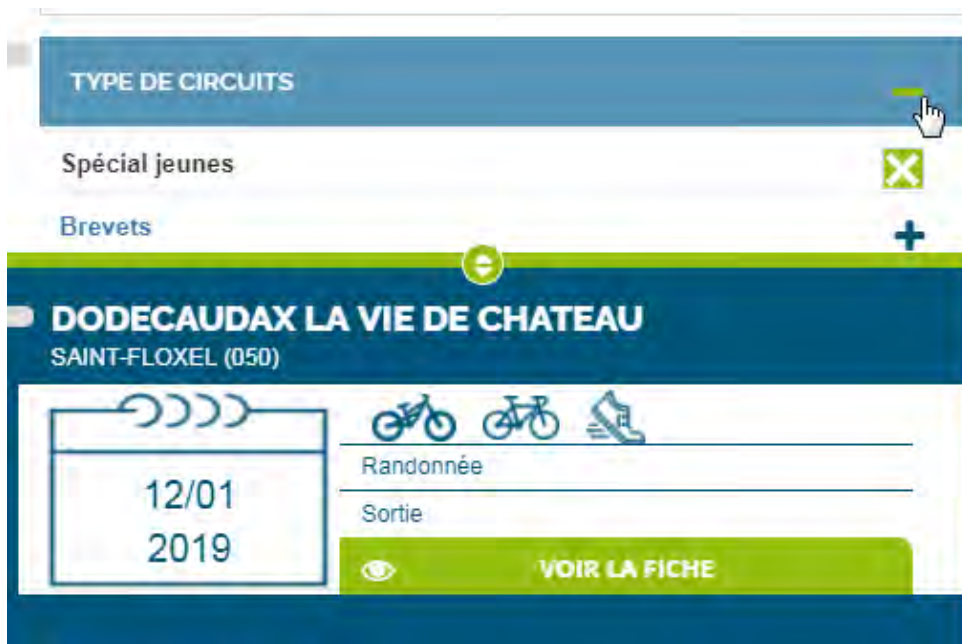 TYPE DE CIRCUITS
Spécial jeunes
Brevets
DODECAUDAX LA VIE DE CHATEAU
SAINT-FLOXEL (050)
12/01
2019
Randonnée
Sortie
VOIR LA FICHE